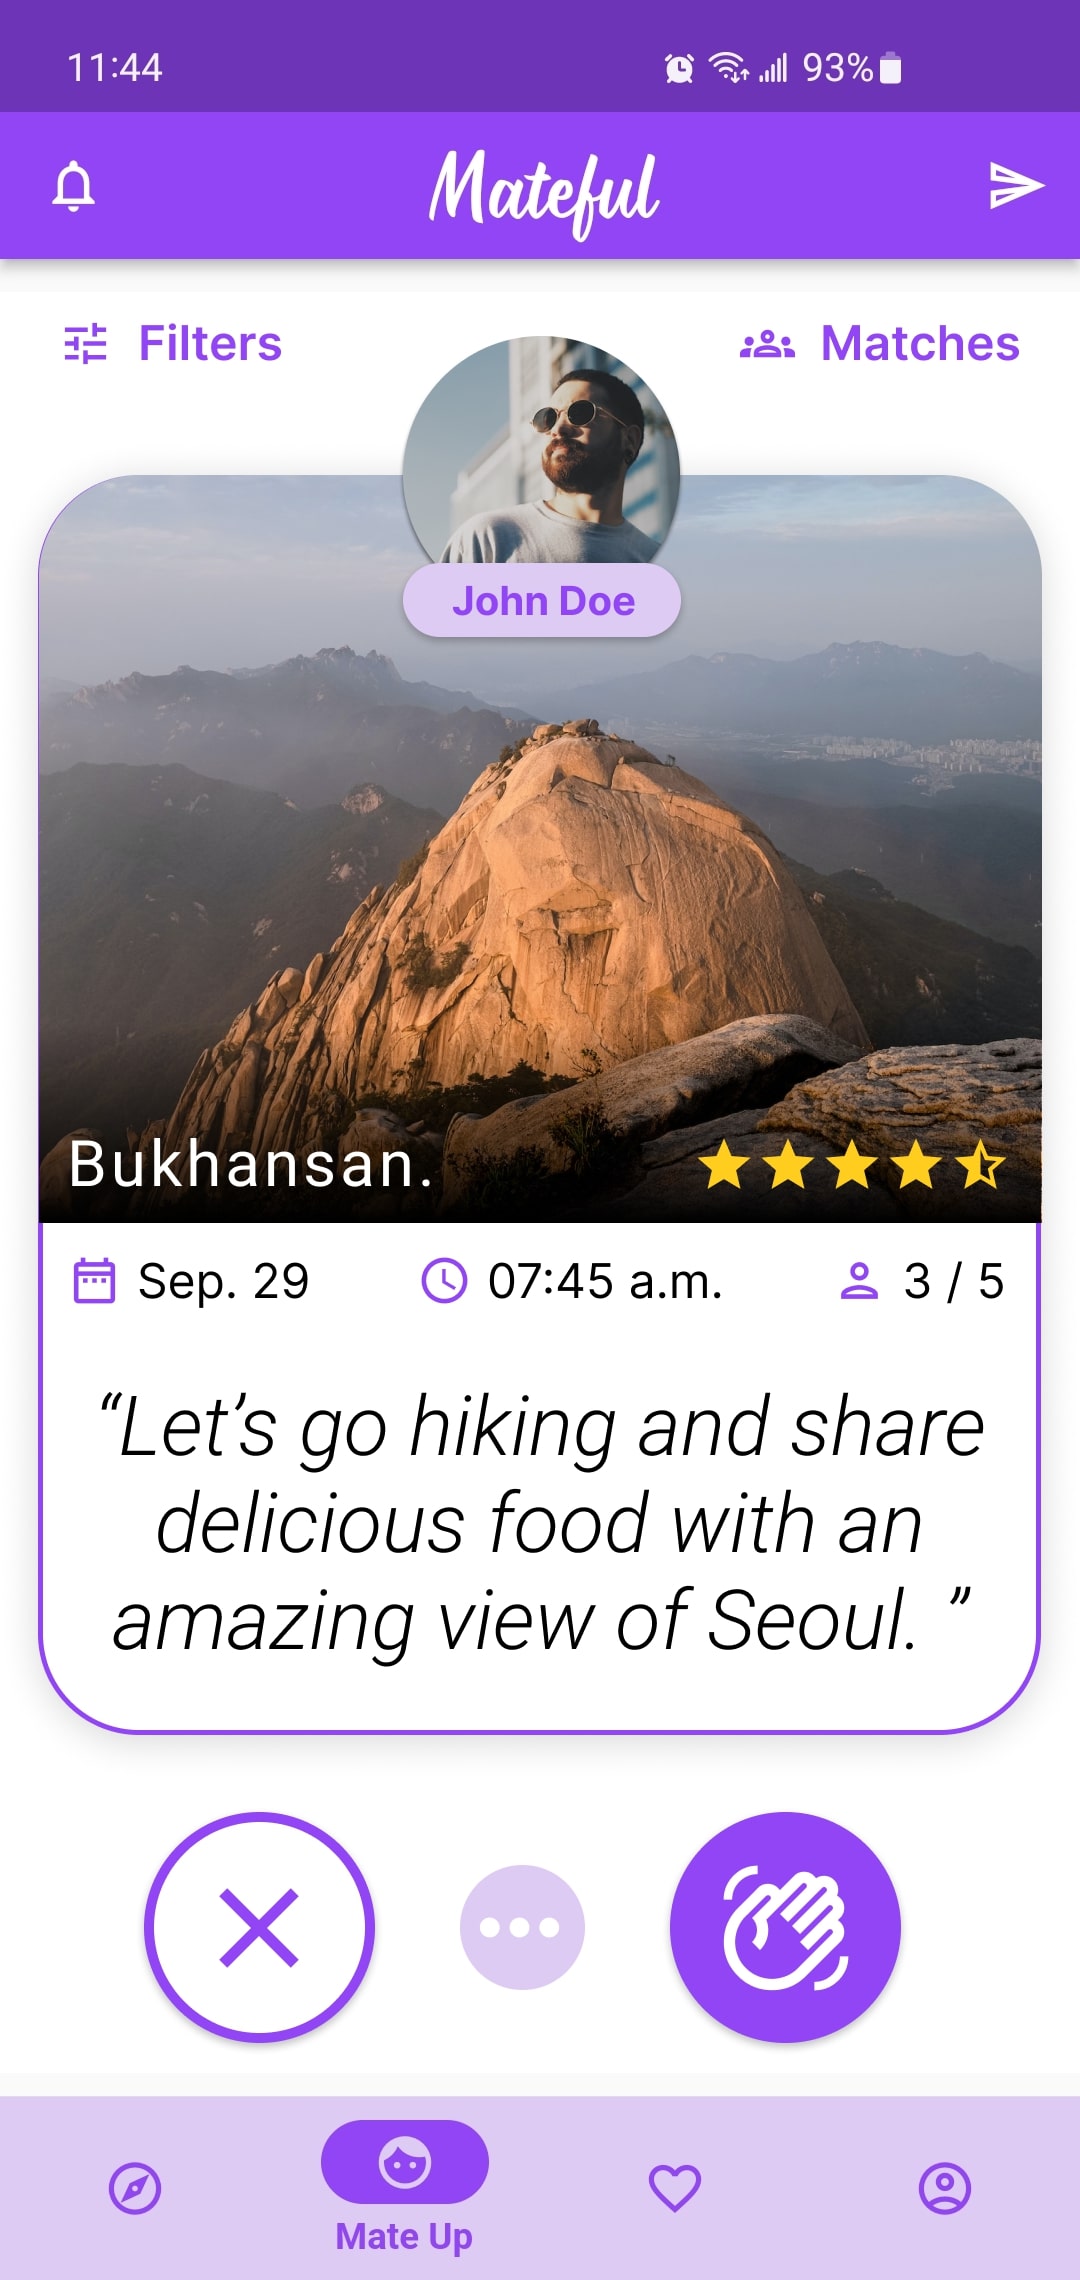 11:44
93%
Mateful
Filters
Matches
John Doe
Bukhansan.
Sep. 29
07:45 a.m.
3 / 5
“Let’s go hiking and share
delicious food with an
amazing view of Seoul. ”
Mate Up